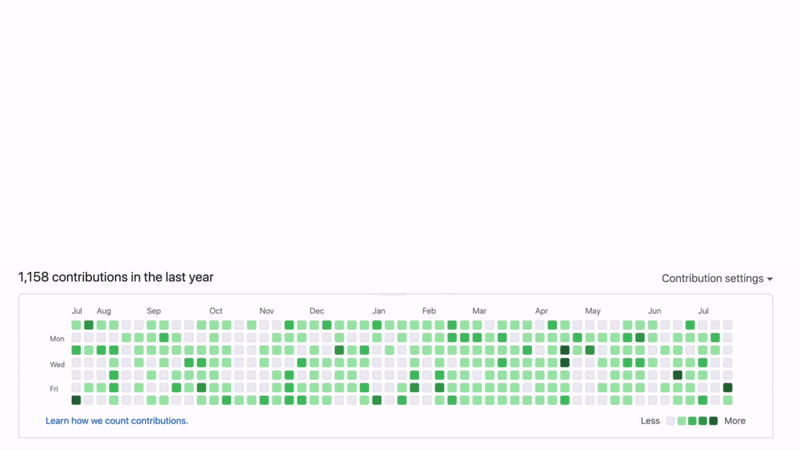 1,158 contributions in the last year
Contribution settings
Jul Aug Sep Oct Nov Dec Jan Feb Mar Apr May Jun Jul
Mon
Wed
Fri
Learn how we count contributions.
Less More